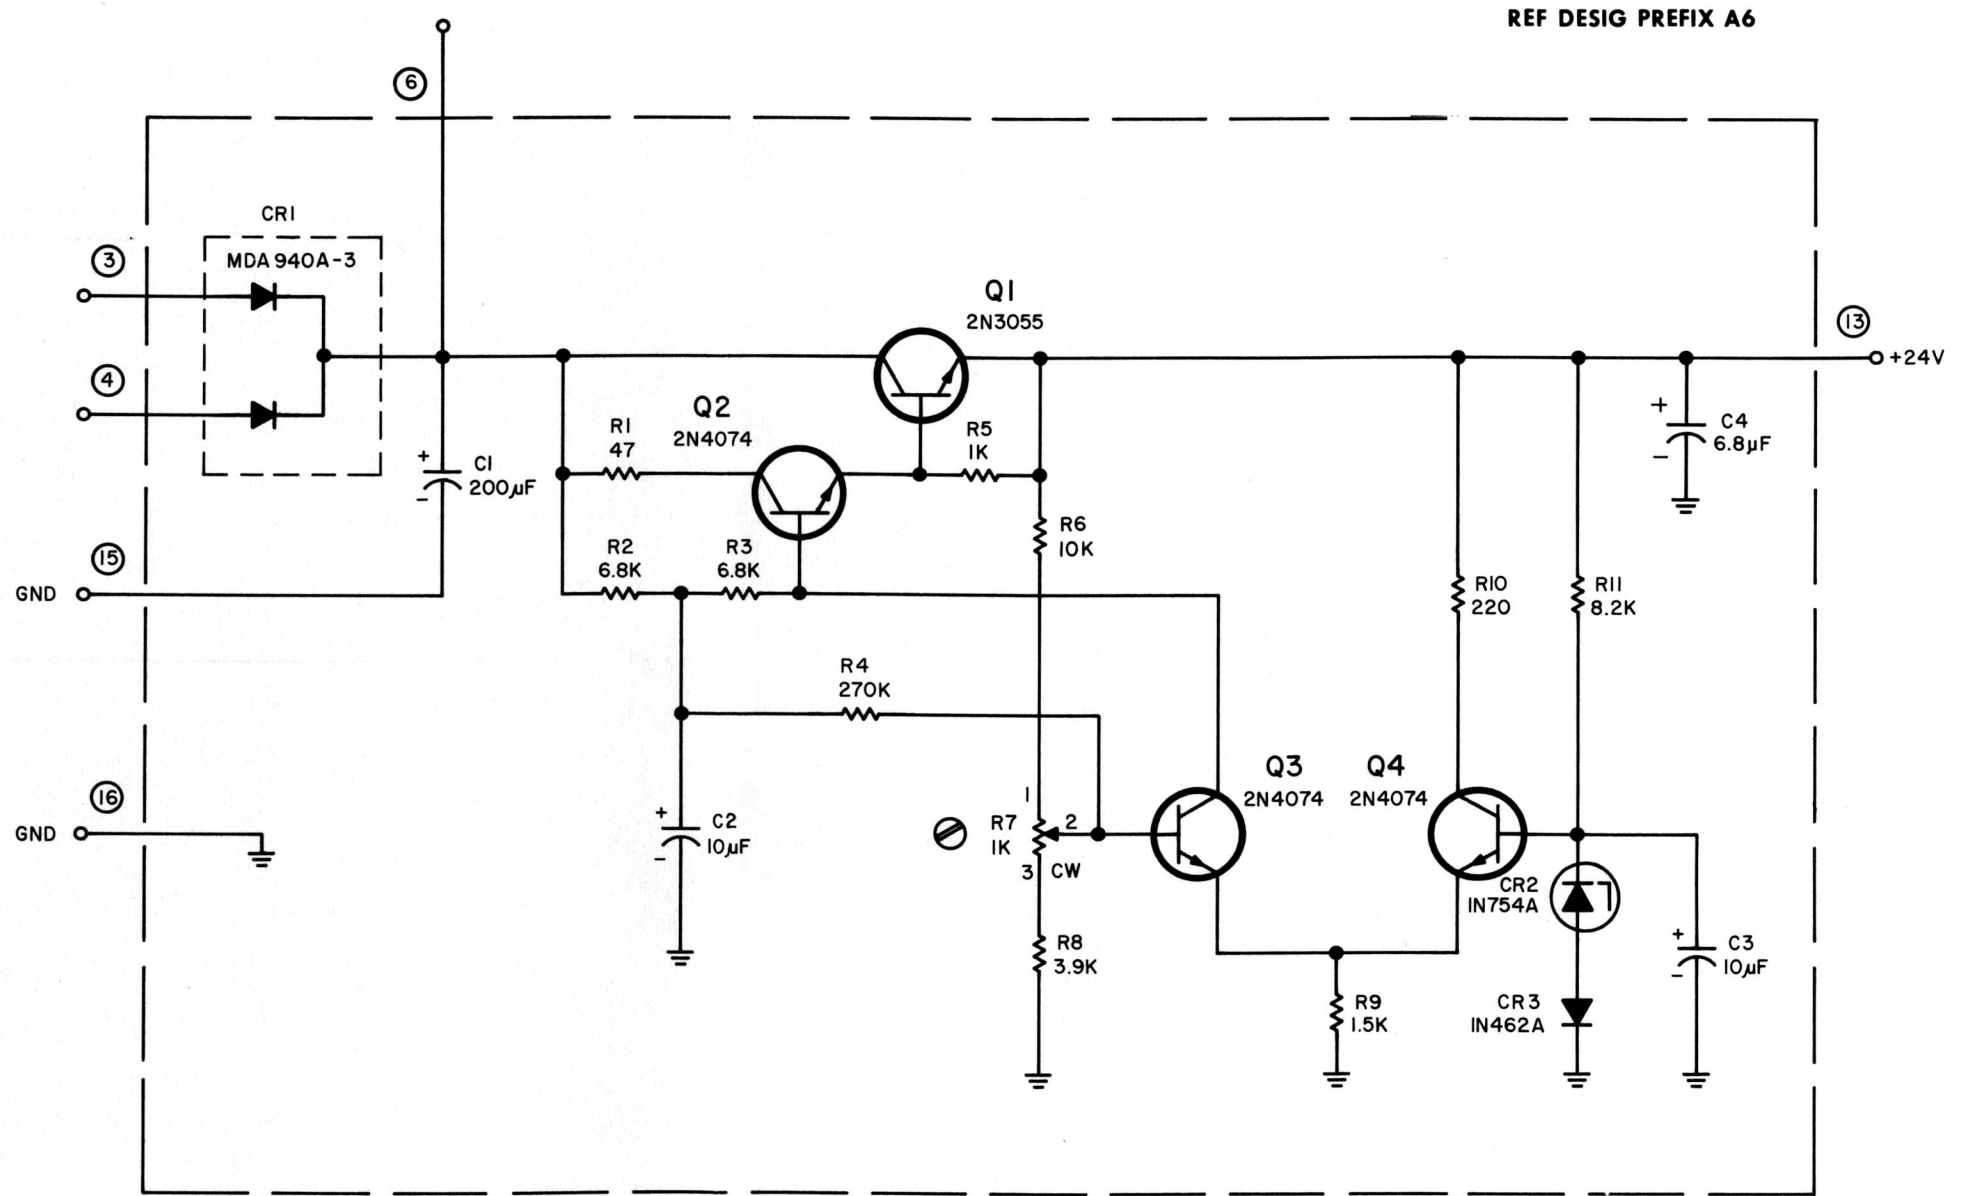 REF DESIG PREFIX A6
6
CR1
MDA 940A-3
3
4
Q1
2N3055
13
+24V
Q2
2N4074
R1
47
R5
1K
+
C4
6.8µF
−
+
C1
200µF
−
R6
10K
15
GND
R2
6.8K
R3
6.8K
R10
220
R11
8.2K
R4
270K
Q3
2N4074
Q4
2N4074
16
GND
+
C2
10µF
−
1
R7
1K
2
3
CW
CR2
1N754A
R8
3.9K
+
C3
10µF
−
R9
1.5K
CR3
1N462A